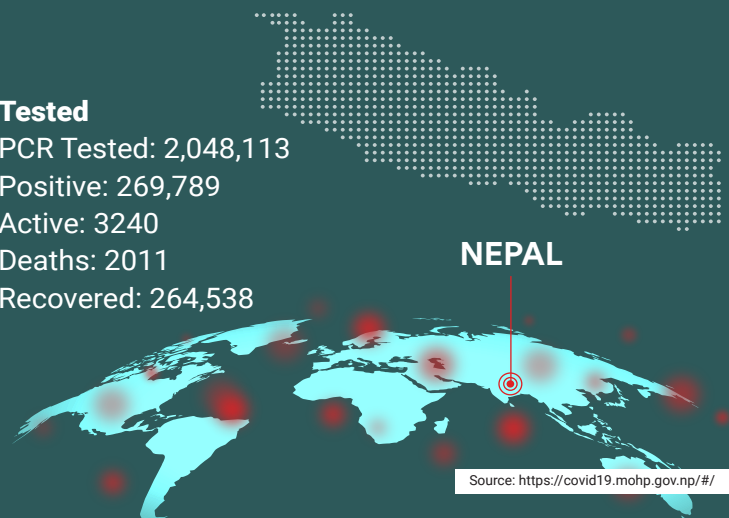 Tested
PCR Tested: 2,048,113
Positive: 269,789
Active: 3240
Deaths: 2011
Recovered: 264,538
NEPAL
Source: https://covid19.mohp.gov.np/#/